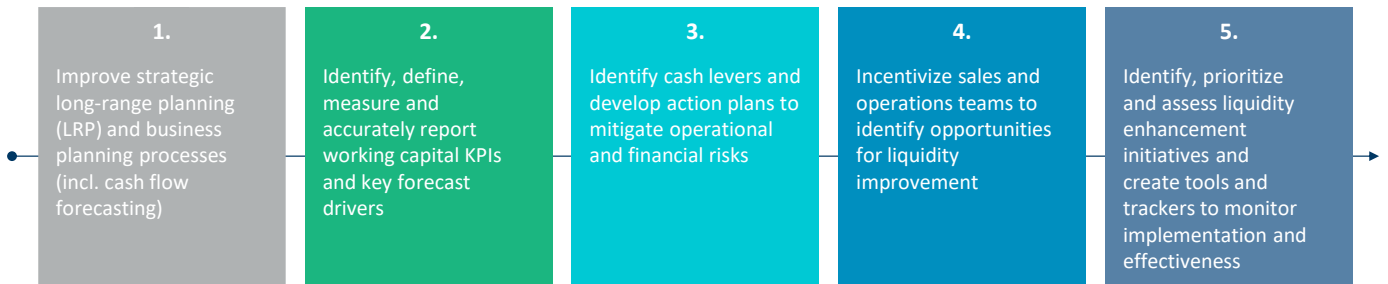 1.
Improve strategic
long-range planning
(LRP) and business
planning processes
(incl. cash flow
forecasting)
2.
Identify, define,
measure and
accurately report
working capital KPIs
and key forecast
drivers
3.
Identify cash levers and
develop action plans to
mitigate operational
and financial risks
4.
Incentivize sales and
operations teams to
identify opportunities
for liquidity
improvement
5.
Identify, prioritize
and assess liquidity
enhancement
initiatives and
create tools and
trackers to monitor
implementation and
effectiveness